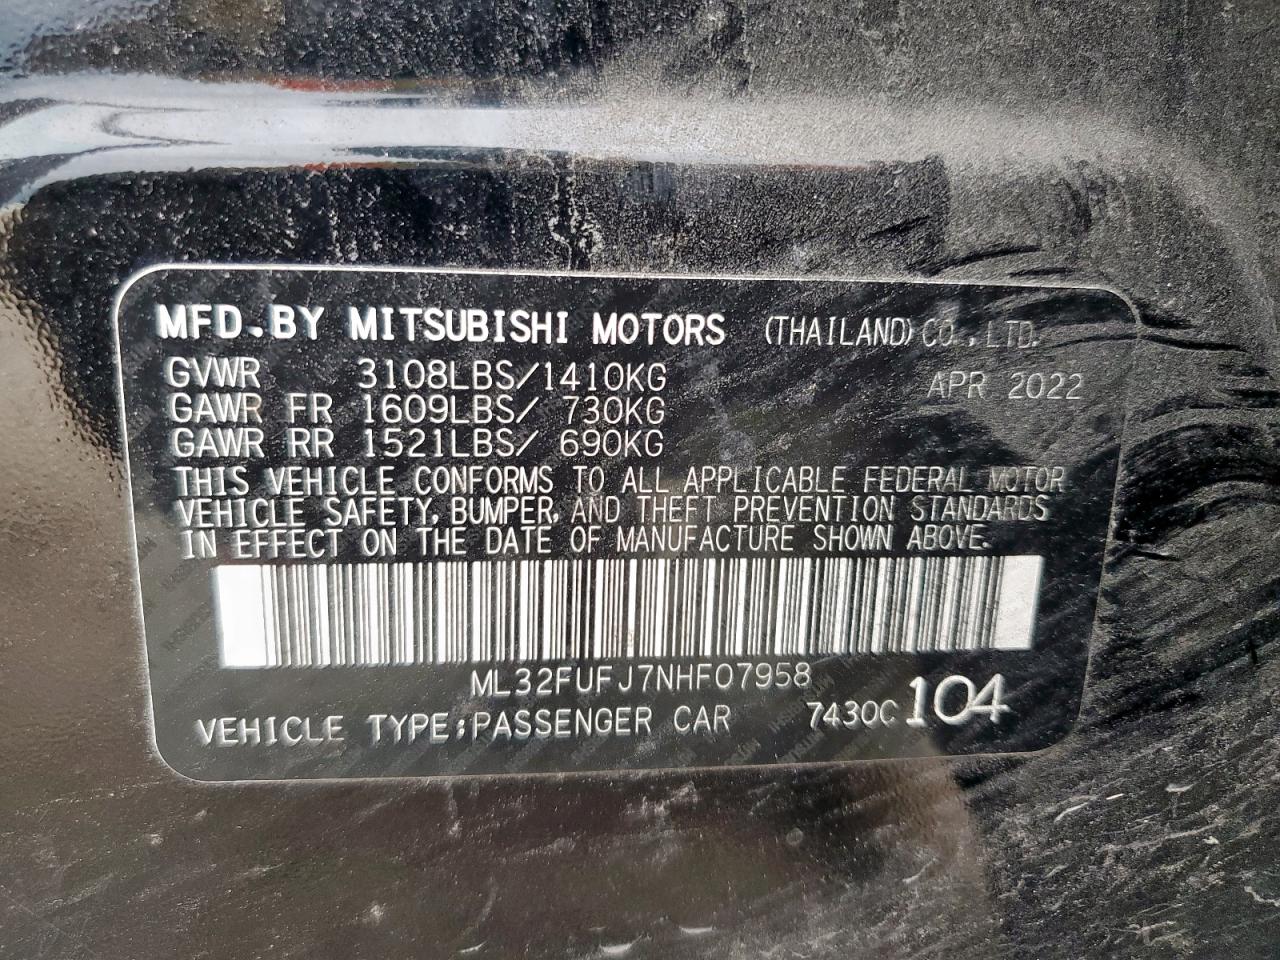 MFD.BY MITSUBISHI MOTORS (THAILAND) CO.,LTD.
GVWR 3108LBS/1410KG APR 2022
GAWR FR 1609LBS/ 730KG
GAWR RR 1521LBS/ 690KG
THIS VEHICLE CONFORMS TO ALL APPLICABLE FEDERAL MOTOR
VEHICLE SAFETY, BUMPER, AND THEFT PREVENTION STANDARDS
IN EFFECT ON THE DATE OF MANUFACTURE SHOWN ABOVE.
ML32FUFJ7NHF07958
VEHICLE TYPE:PASSENGER CAR 7430C 104